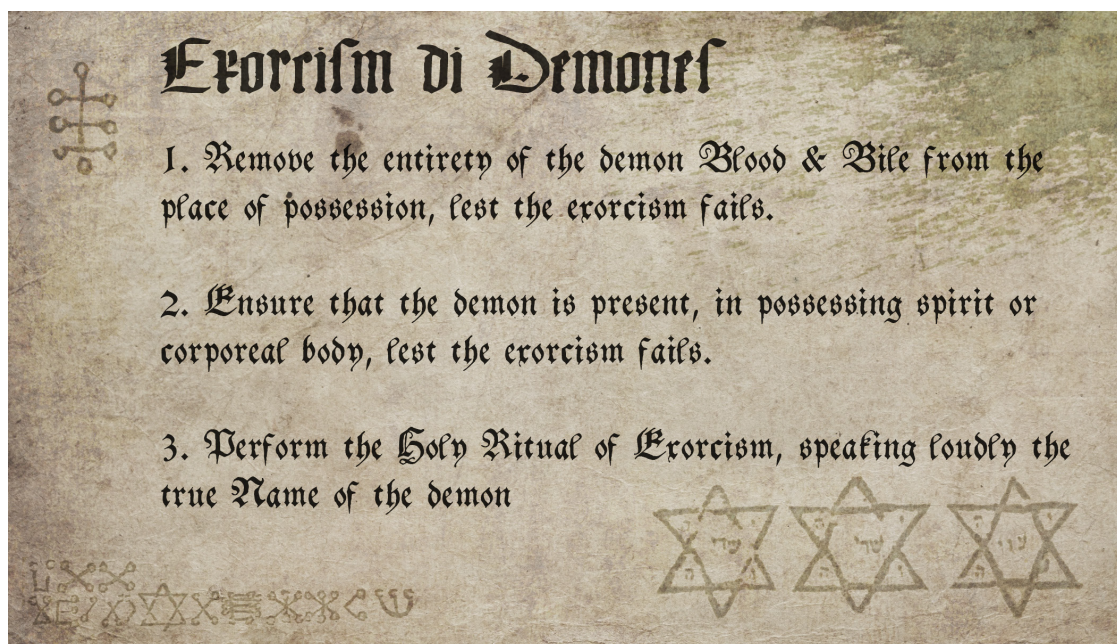 Exorciſm di Demoneſ
1. Remove the entirety of the demon Blood & Bile from the
place of possession, lest the exorcism fails.
2. Ensure that the demon is present, in possessing spirit or
corporeal body, lest the exorcism fails.
3. Perform the Holy Ritual of Exorcism, speaking loudly the
true Name of the demon